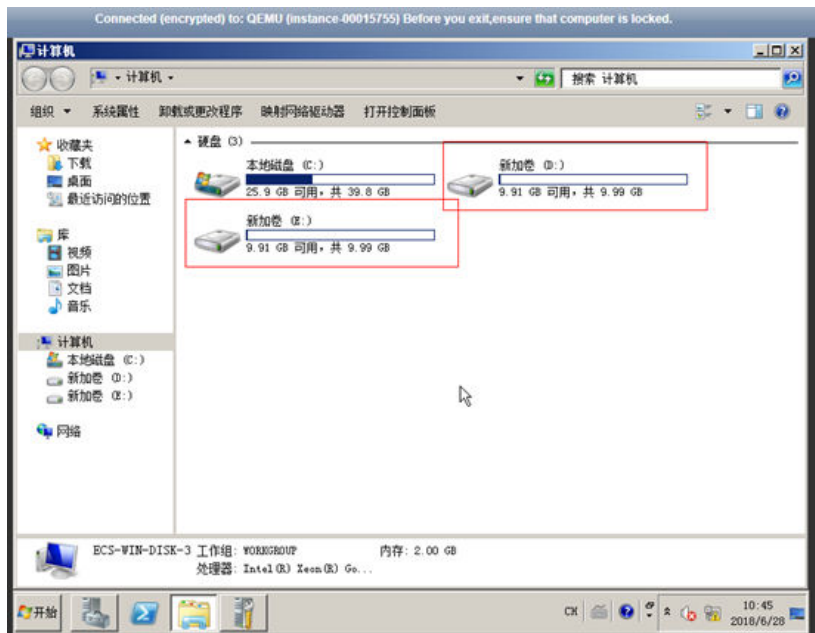 Connected (encrypted) to: QEMU (instance-00015755) Before you exit,ensure that computer is locked.
计算机
计算机
搜索 计算机
组织 系统属性 卸载或更改程序 映射网络驱动器 打开控制面板
收藏夹
下载
桌面
最近访问的位置
库
视频
图片
文档
音乐
计算机
本地磁盘 (C:)
新加卷 (D:)
新加卷 (E:)
网络
硬盘 (3)
本地磁盘 (C:)
25.9 GB 可用，共 39.8 GB
新加卷 (D:)
9.91 GB 可用，共 9.99 GB
新加卷 (E:)
9.91 GB 可用，共 9.99 GB
ECS-WIN-DISK-3 工作组: WORKGROUP 内存: 2.00 GB
处理器: Intel(R) Xeon(R) Go...
开始
CH
10:45
2018/6/28